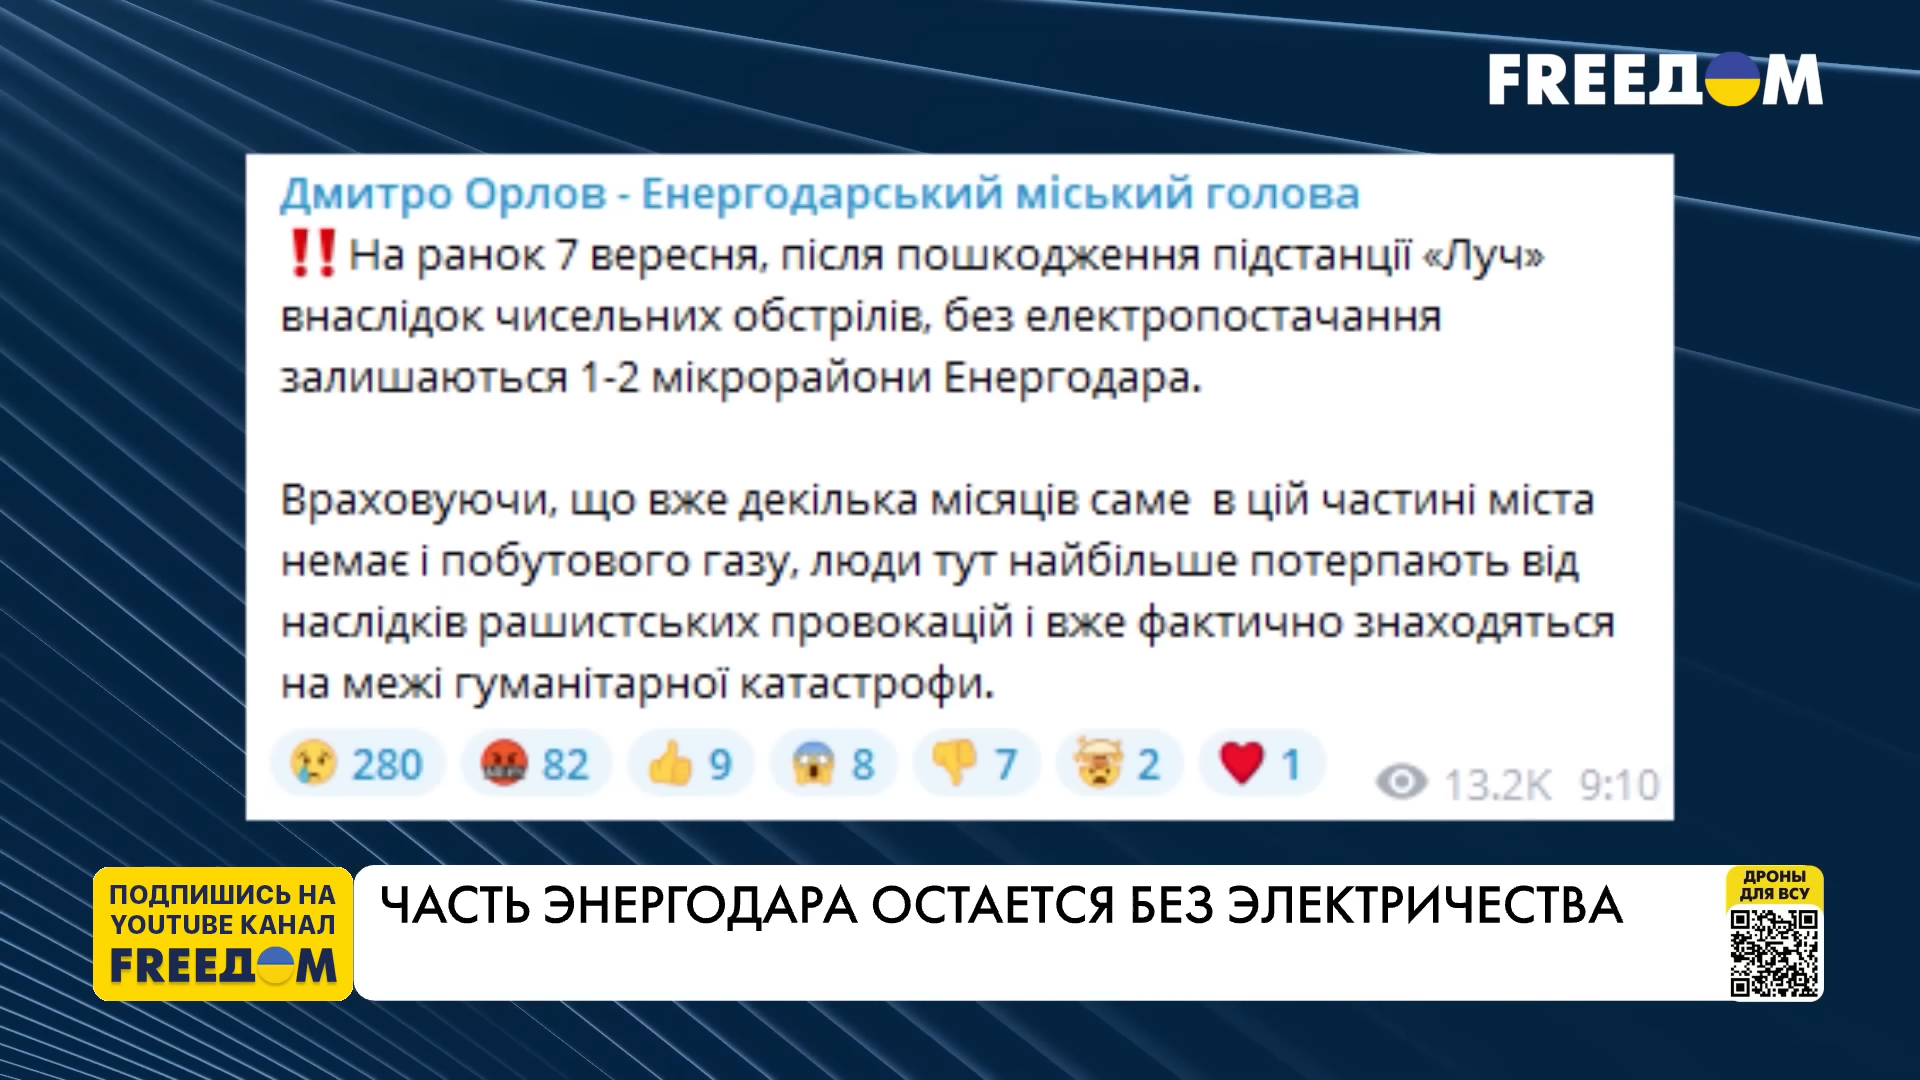 FREEДOM
Дмитро Орлов - Енергодарський міський голова
‼️На ранок 7 вересня, після пошкодження підстанції «Луч»
внаслідок чисельних обстрілів, без електропостачання
залишаються 1-2 мікрорайони Енергодара.
Враховуючи, що вже декілька місяців саме в цій частині міста
немає і побутового газу, люди тут найбільше потерпають від
наслідків рашистських провокацій і вже фактично знаходяться
на межі гуманітарної катастрофи.
280 82 9 8 7 2 1 13.2K 9:10
ПОДПИШИСЬ НА
YOUTUBE КАНАЛ
FREEДOM
ЧАСТЬ ЭНЕРГОДАРА ОСТАЕТСЯ БЕЗ ЭЛЕКТРИЧЕСТВА
ДРОНЫ
ДЛЯ ВСУ